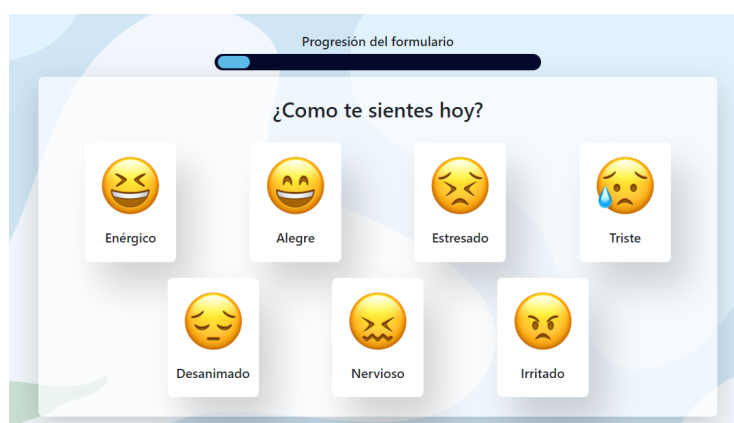 Progresión del formulario
¿Como te sientes hoy?
Enérgico
Alegre
Estresado
Triste
Desanimado
Nervioso
Irritado